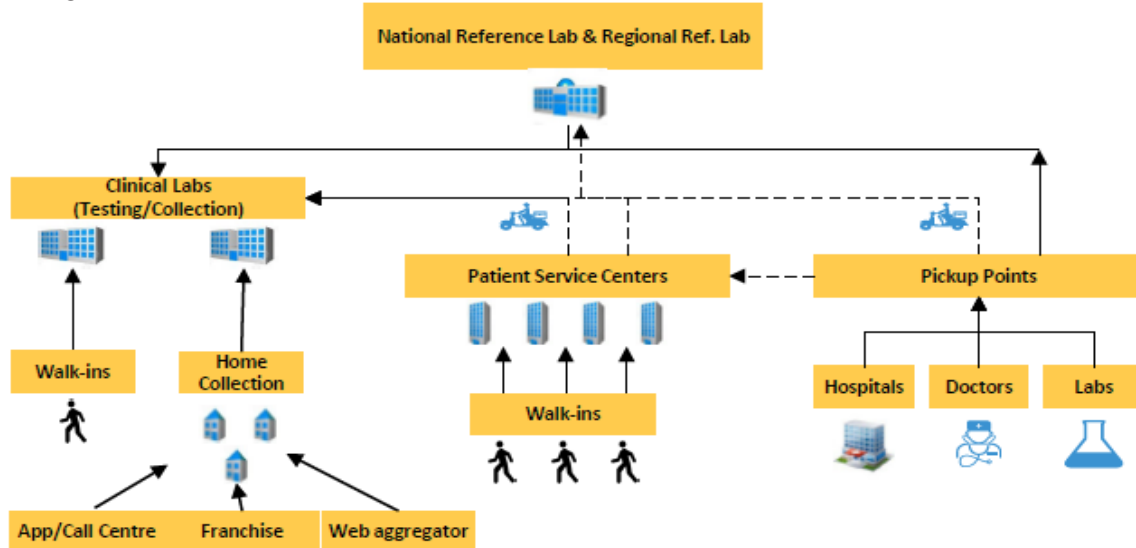 National Reference Lab & Regional Ref. Lab
Clinical Labs
(Testing/Collection)
Patient Service Centers
Pickup Points
Walk-ins
Home
Collection
Hospitals
Doctors
Labs
Walk-ins
App/Call Centre
Franchise
Web aggregator